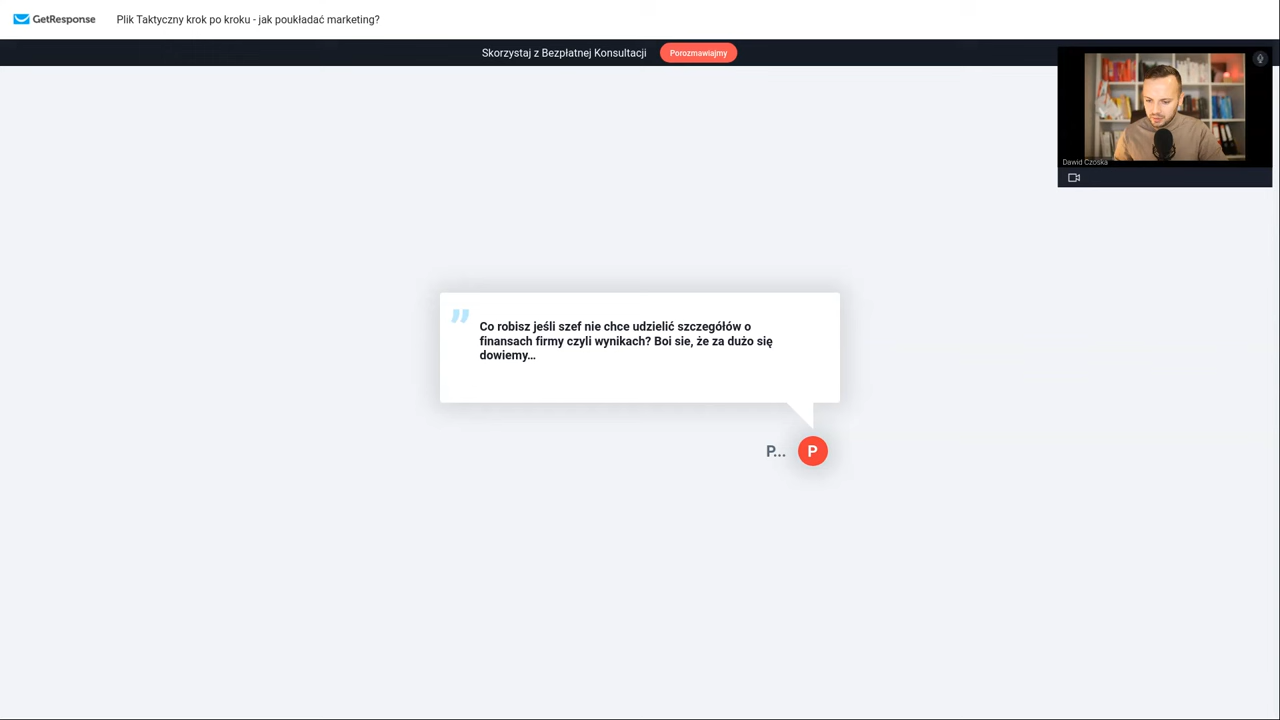 GetResponse
Plik Taktyczny krok po kroku - jak poukładać marketing?
Skorzystaj z Bezpłatnej Konsultacji
Porozmawiajmy
Dawid Czoska
Co robisz jeśli szef nie chce udzielić szczegółów o
finansach firmy czyli wynikach? Boi sie, że za dużo się
dowiemy...
P...
P